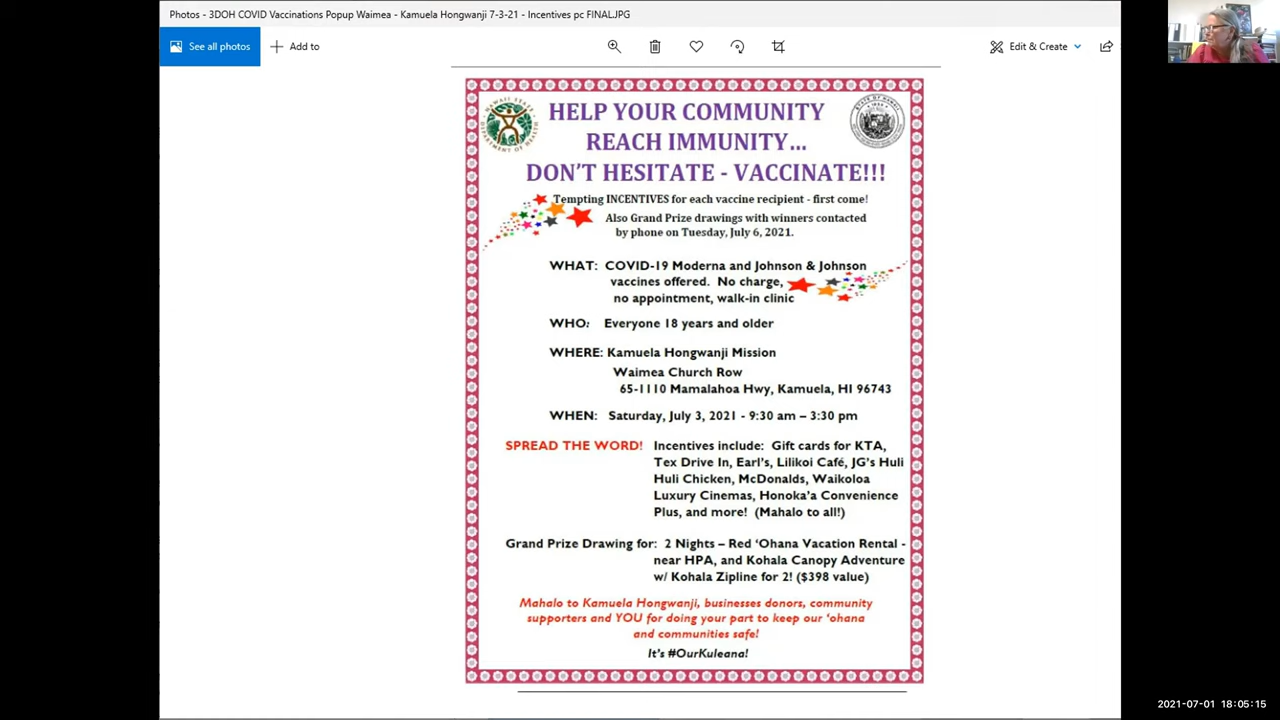 Photos - 3DOH COVID Vaccinations Popup Waimea - Kamuela Hongwanji 7-3-21 - Incentives pc FINAL.JPG
See all photos
Add to
Edit & Create
HELP YOUR COMMUNITY
REACH IMMUNITY...
DON'T HESITATE - VACCINATE!!!
Tempting INCENTIVES for each vaccine recipient - first come!
Also Grand Prize drawings with winners contacted
by phone on Tuesday, July 6, 2021.
WHAT: COVID-19 Moderna and Johnson & Johnson
vaccines offered. No charge,
no appointment, walk-in clinic
WHO: Everyone 18 years and older
WHERE: Kamuela Hongwanji Mission
Waimea Church Row
65-1110 Mamalahoa Hwy, Kamuela, HI 96743
WHEN: Saturday, July 3, 2021 - 9:30 am – 3:30 pm
SPREAD THE WORD! Incentives include: Gift cards for KTA,
Tex Drive In, Earl's, Lilikoi Café, JG's Huli
Huli Chicken, McDonalds, Waikoloa
Luxury Cinemas, Honoka'a Convenience
Plus, and more! (Mahalo to all!)
Grand Prize Drawing for: 2 Nights – Red 'Ohana Vacation Rental -
near HPA, and Kohala Canopy Adventure
w/ Kohala Zipline for 2! ($398 value)
Mahalo to Kamuela Hongwanji, businesses donors, community
supporters and YOU for doing your part to keep our 'ohana
and communities safe!
It's #OurKuleana!
2021-07-01 18:05:15